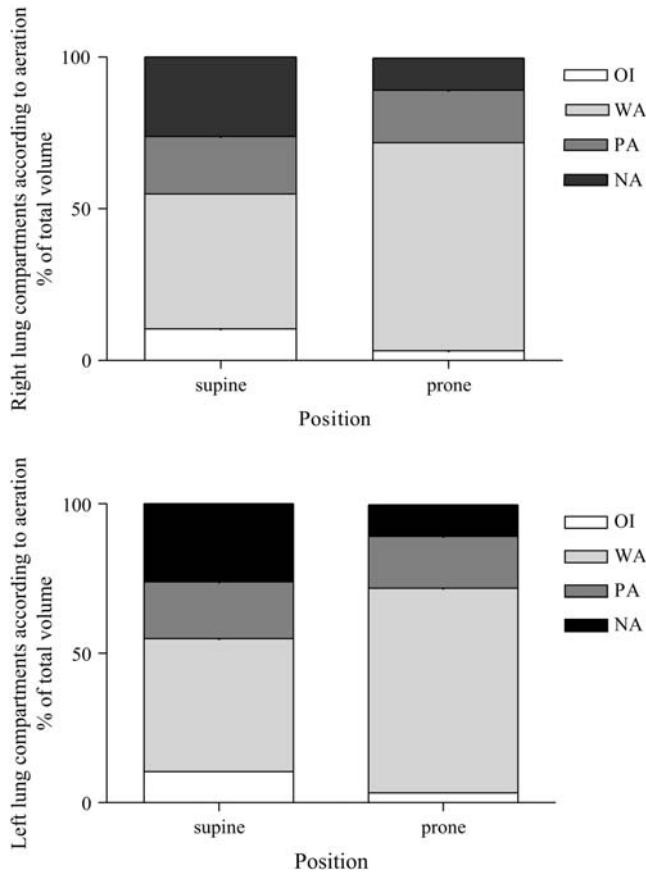 Right lung compartments according to aeration
% of total volume
100
50
0
supine
prone
Position
OI
WA
PA
NA
Left lung compartments according to aeration
% of total volume
100
50
0
supine
prone
Position
OI
WA
PA
NA